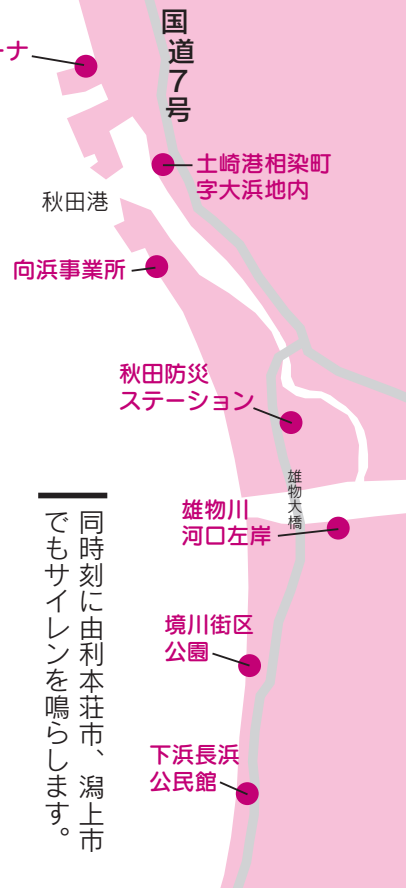 ーナ
国道7号
土崎港相染町
字大浜地内
秋田港
向浜事業所
秋田防災
ステーション
雄物大橋
雄物川
河口左岸
境川街区
公園
下浜長浜
公民館
同時刻に由利本荘市、潟上市
でもサイレンを鳴らします。